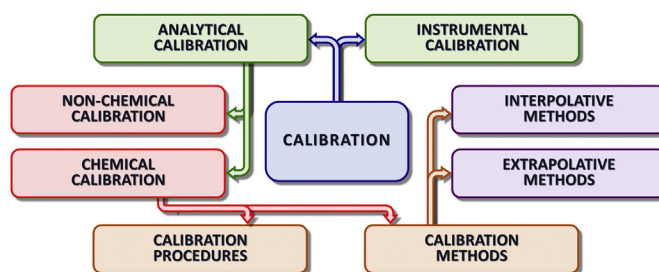 ANALYTICAL
CALIBRATION
INSTRUMENTAL
CALIBRATION
NON-CHEMICAL
CALIBRATION
CALIBRATION
INTERPOLATIVE
METHODS
CHEMICAL
CALIBRATION
EXTRAPOLATIVE
METHODS
CALIBRATION
PROCEDURES
CALIBRATION
METHODS